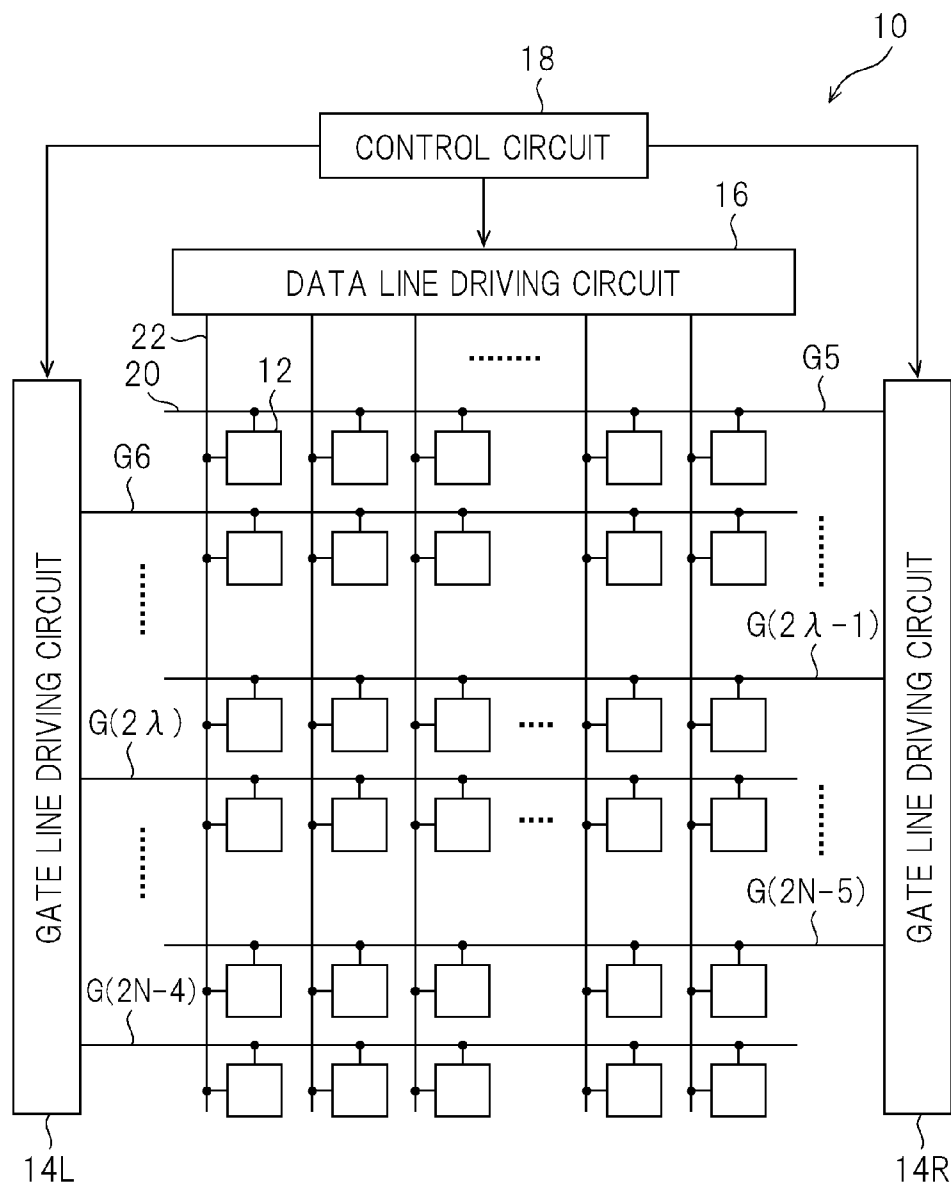 10
18
CONTROL CIRCUIT
16
DATA LINE DRIVING CIRCUIT
22
20
12
G5
G6
G(2λ-1)
G(2λ)
G(2N-5)
G(2N-4)
GATE LINE DRIVING CIRCUIT
GATE LINE DRIVING CIRCUIT
14L
14R